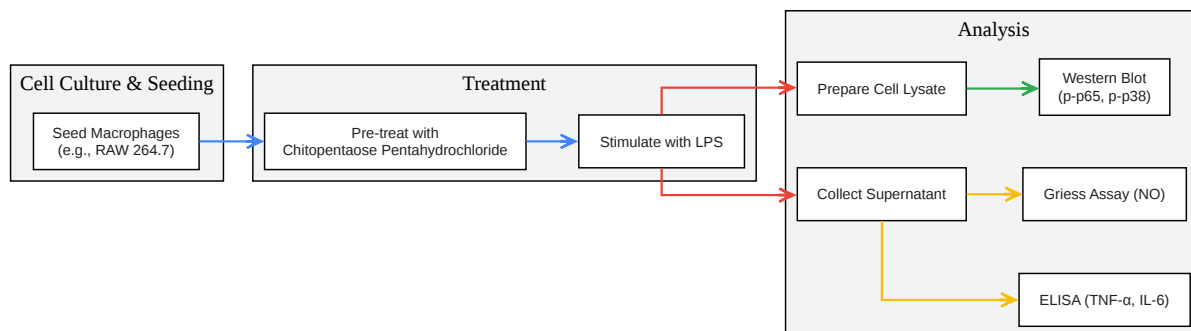 Cell Culture & Seeding
Seed Macrophages
(e.g., RAW 264.7)
Treatment
Pre-treat with
Chitopentaose Pentahydrochloride
Stimulate with LPS
Analysis
Prepare Cell Lysate
Western Blot
(p-p65, p-p38)
Collect Supernatant
Griess Assay (NO)
ELISA (TNF-α, IL-6)